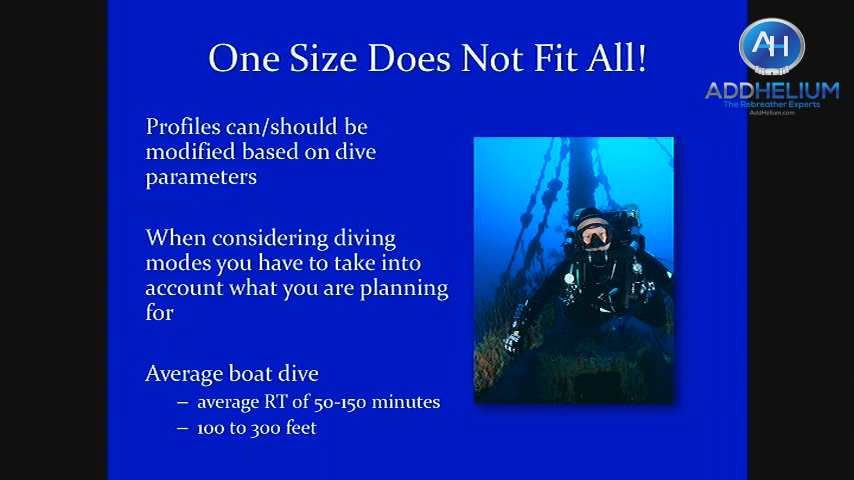 One Size Does Not Fit All!
AH
ADDHELIUM
The Rebreather Experts
AddHelium.com
Profiles can/should be
modified based on dive
parameters
When considering diving
modes you have to take into
account what you are planning
for
Average boat dive
– average RT of 50-150 minutes
– 100 to 300 feet